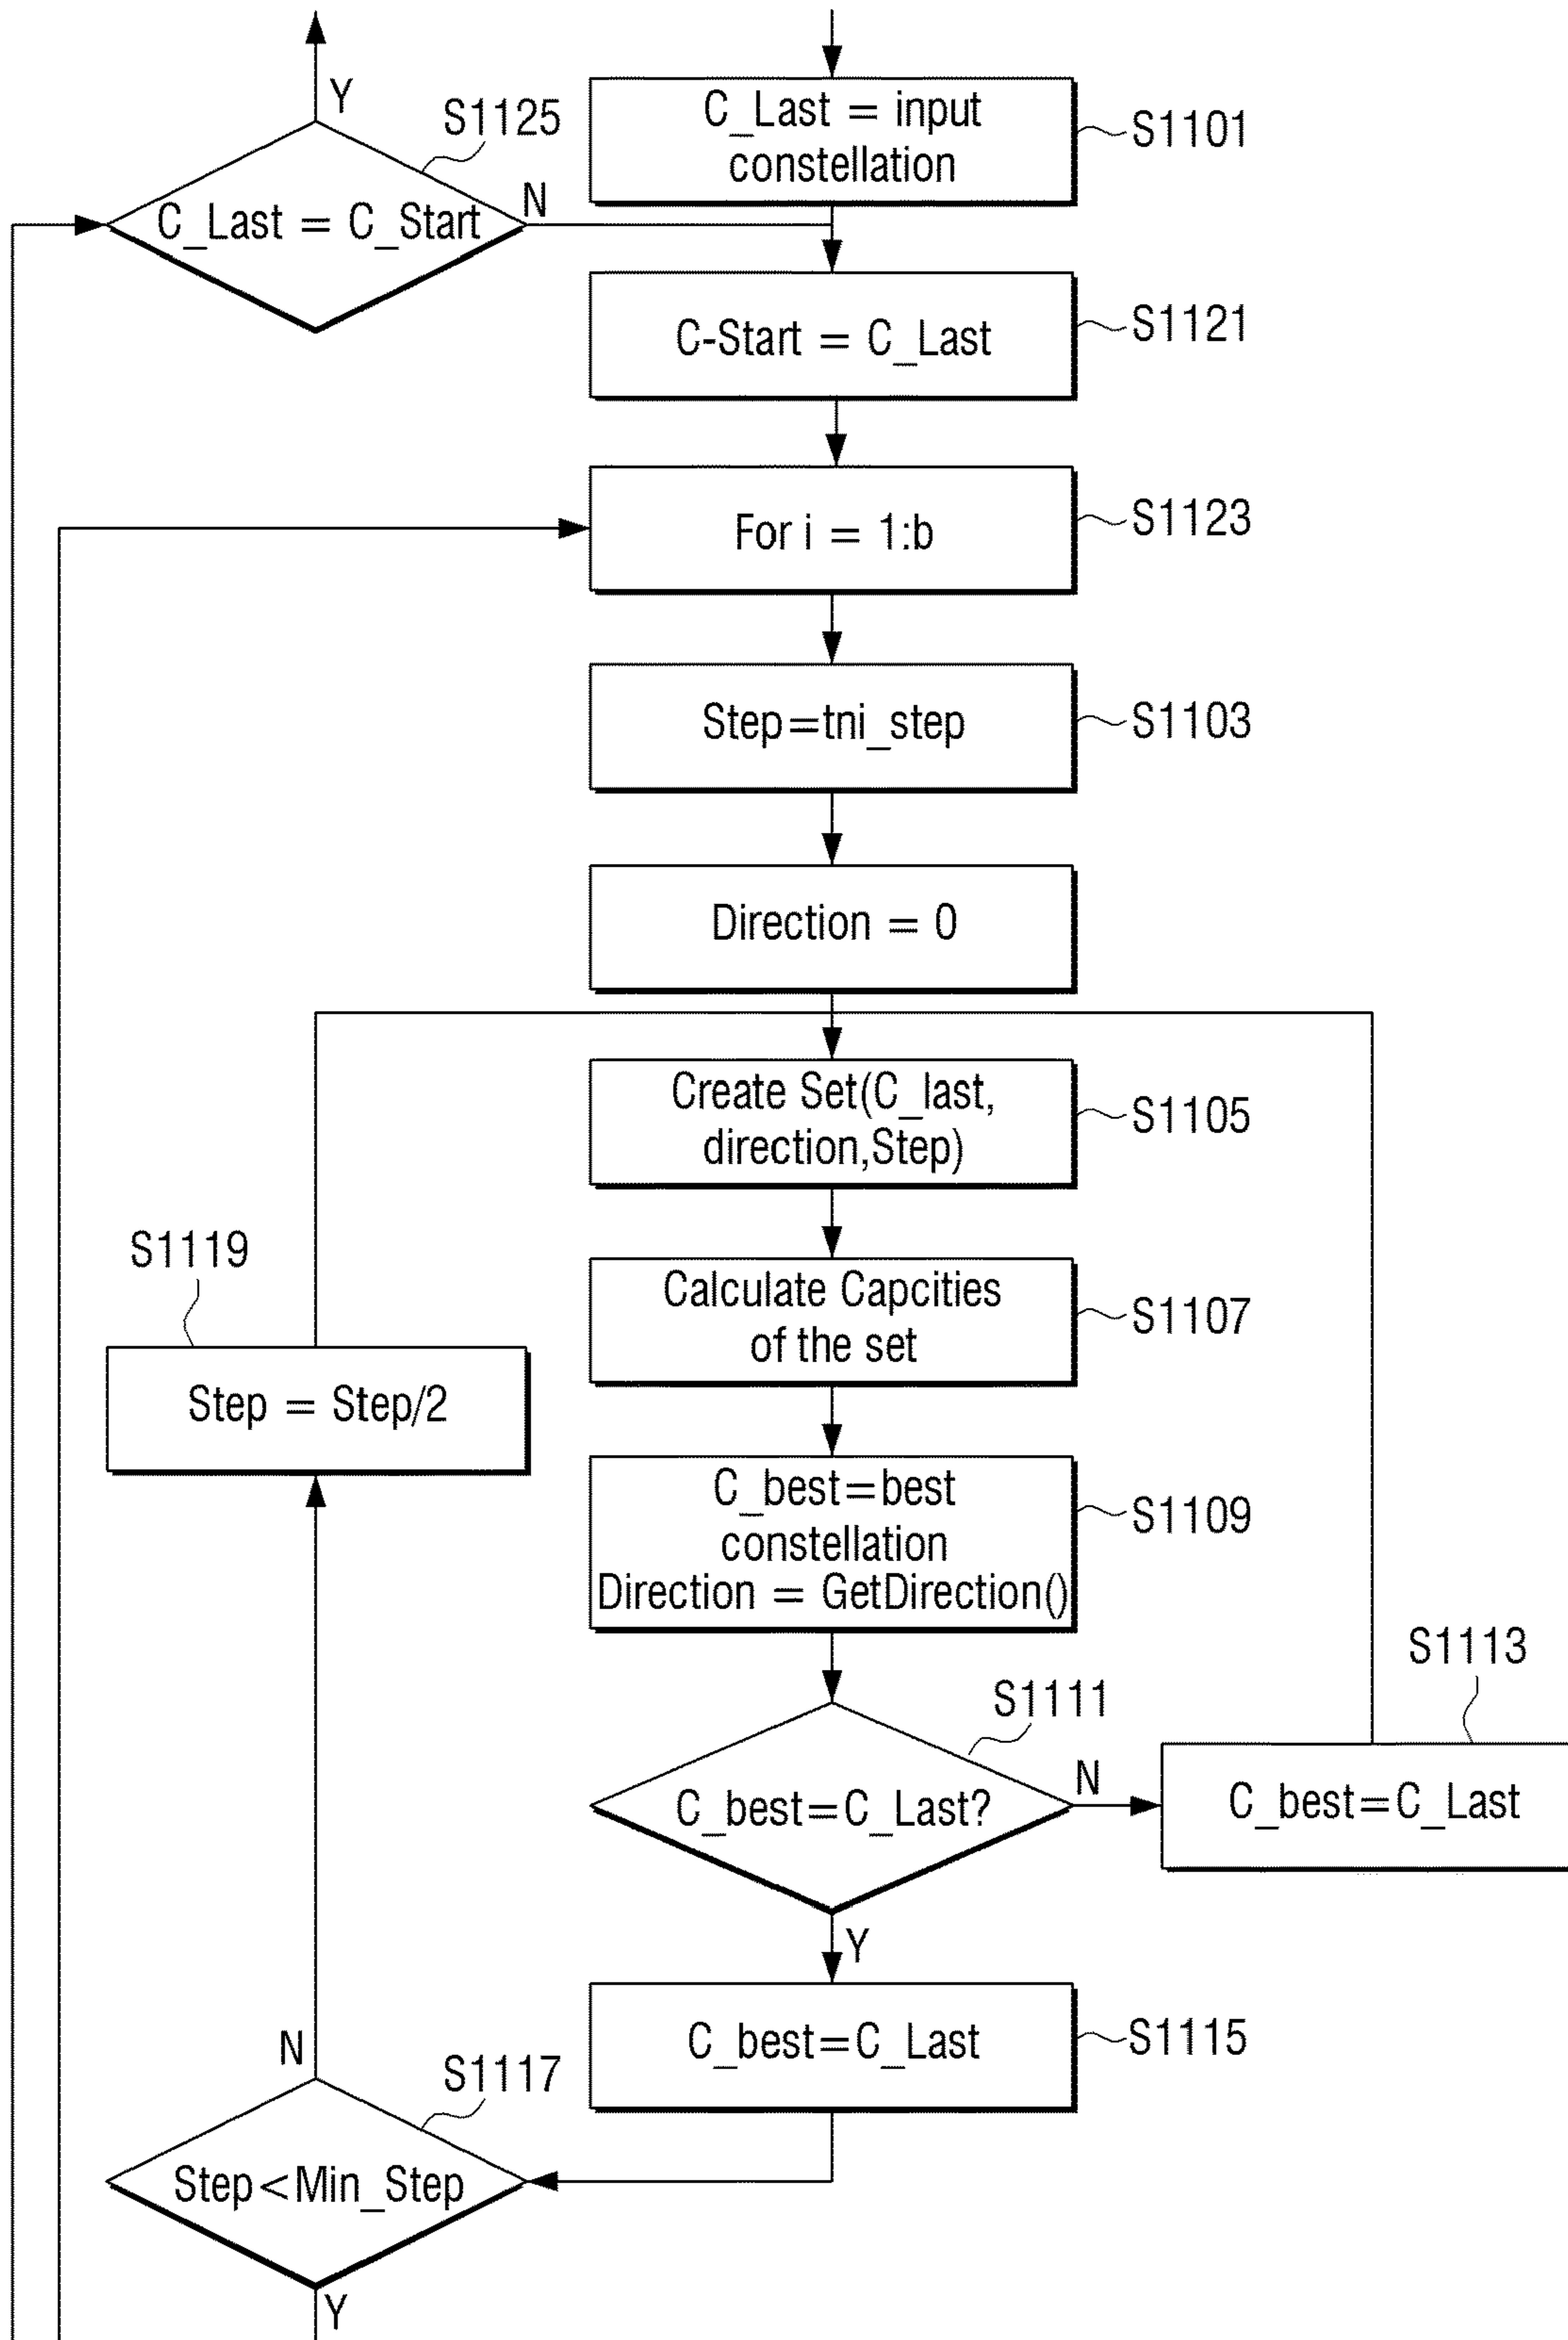 Y
S1125
C_Last = C_Start
N
C_Last = input
constellation
S1101
C-Start = C_Last
S1121
For i = 1:b
S1123
Step=tni_step
S1103
Direction = 0
Create Set(C_last,
direction,Step)
S1105
Calculate Capcities
of the set
S1107
S1119
Step = Step/2
C_best=best
constellation
Direction = GetDirection()
S1109
S1111
C_best=C_Last?
N
S1113
C_best=C_Last
Y
C_best=C_Last
S1115
N
S1117
Step<Min_Step
Y